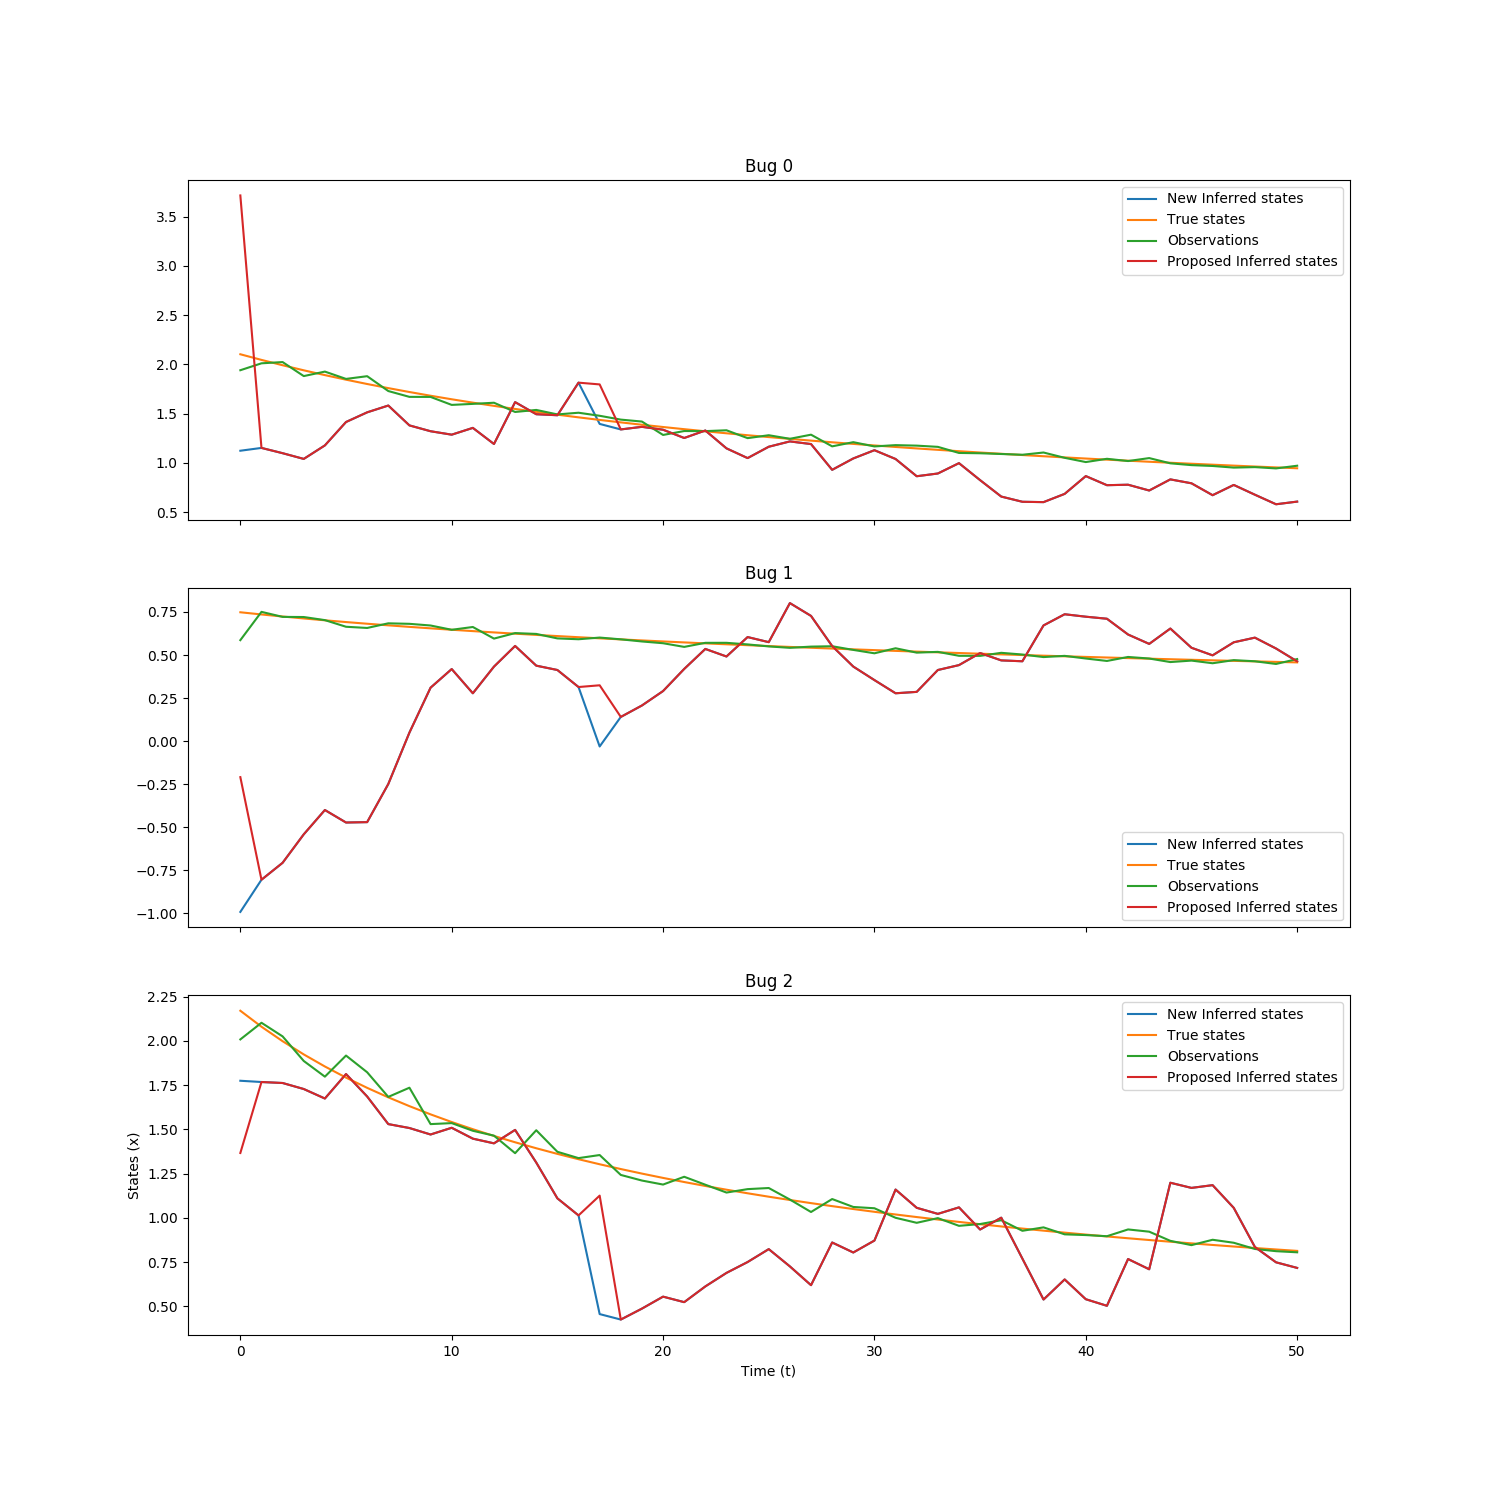 Bug 0
3.5
3.0
2.5
2.0
1.5
1.0
0.5
New Inferred states
True states
Observations
Proposed Inferred states
Bug 1
0.75
0.50
0.25
0.00
−0.25
−0.50
−0.75
−1.00
New Inferred states
True states
Observations
Proposed Inferred states
Bug 2
States (x)
2.25
2.00
1.75
1.50
1.25
1.00
0.75
0.50
New Inferred states
True states
Observations
Proposed Inferred states
0 10 20 30 40 50
Time (t)